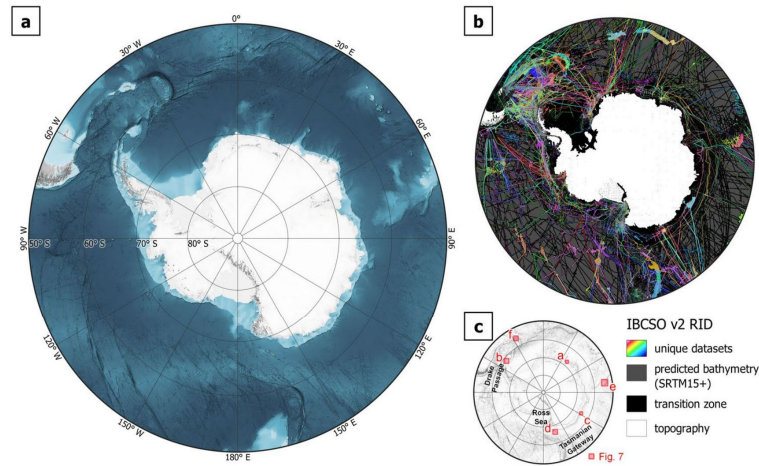 a
0°
30° W
30° E
60° W
60° E
90° W
50° S
60° S
70° S
80° S
90° E
120° W
120° E
150° W
150° E
180° E
b
c
f
b
a
e
c
d
Drake
Passage
Ross
Sea
Tasmanian
Gateway
Fig. 7
IBCSO v2 RID
unique datasets
predicted bathymetry
(SRTM15+)
transition zone
topography